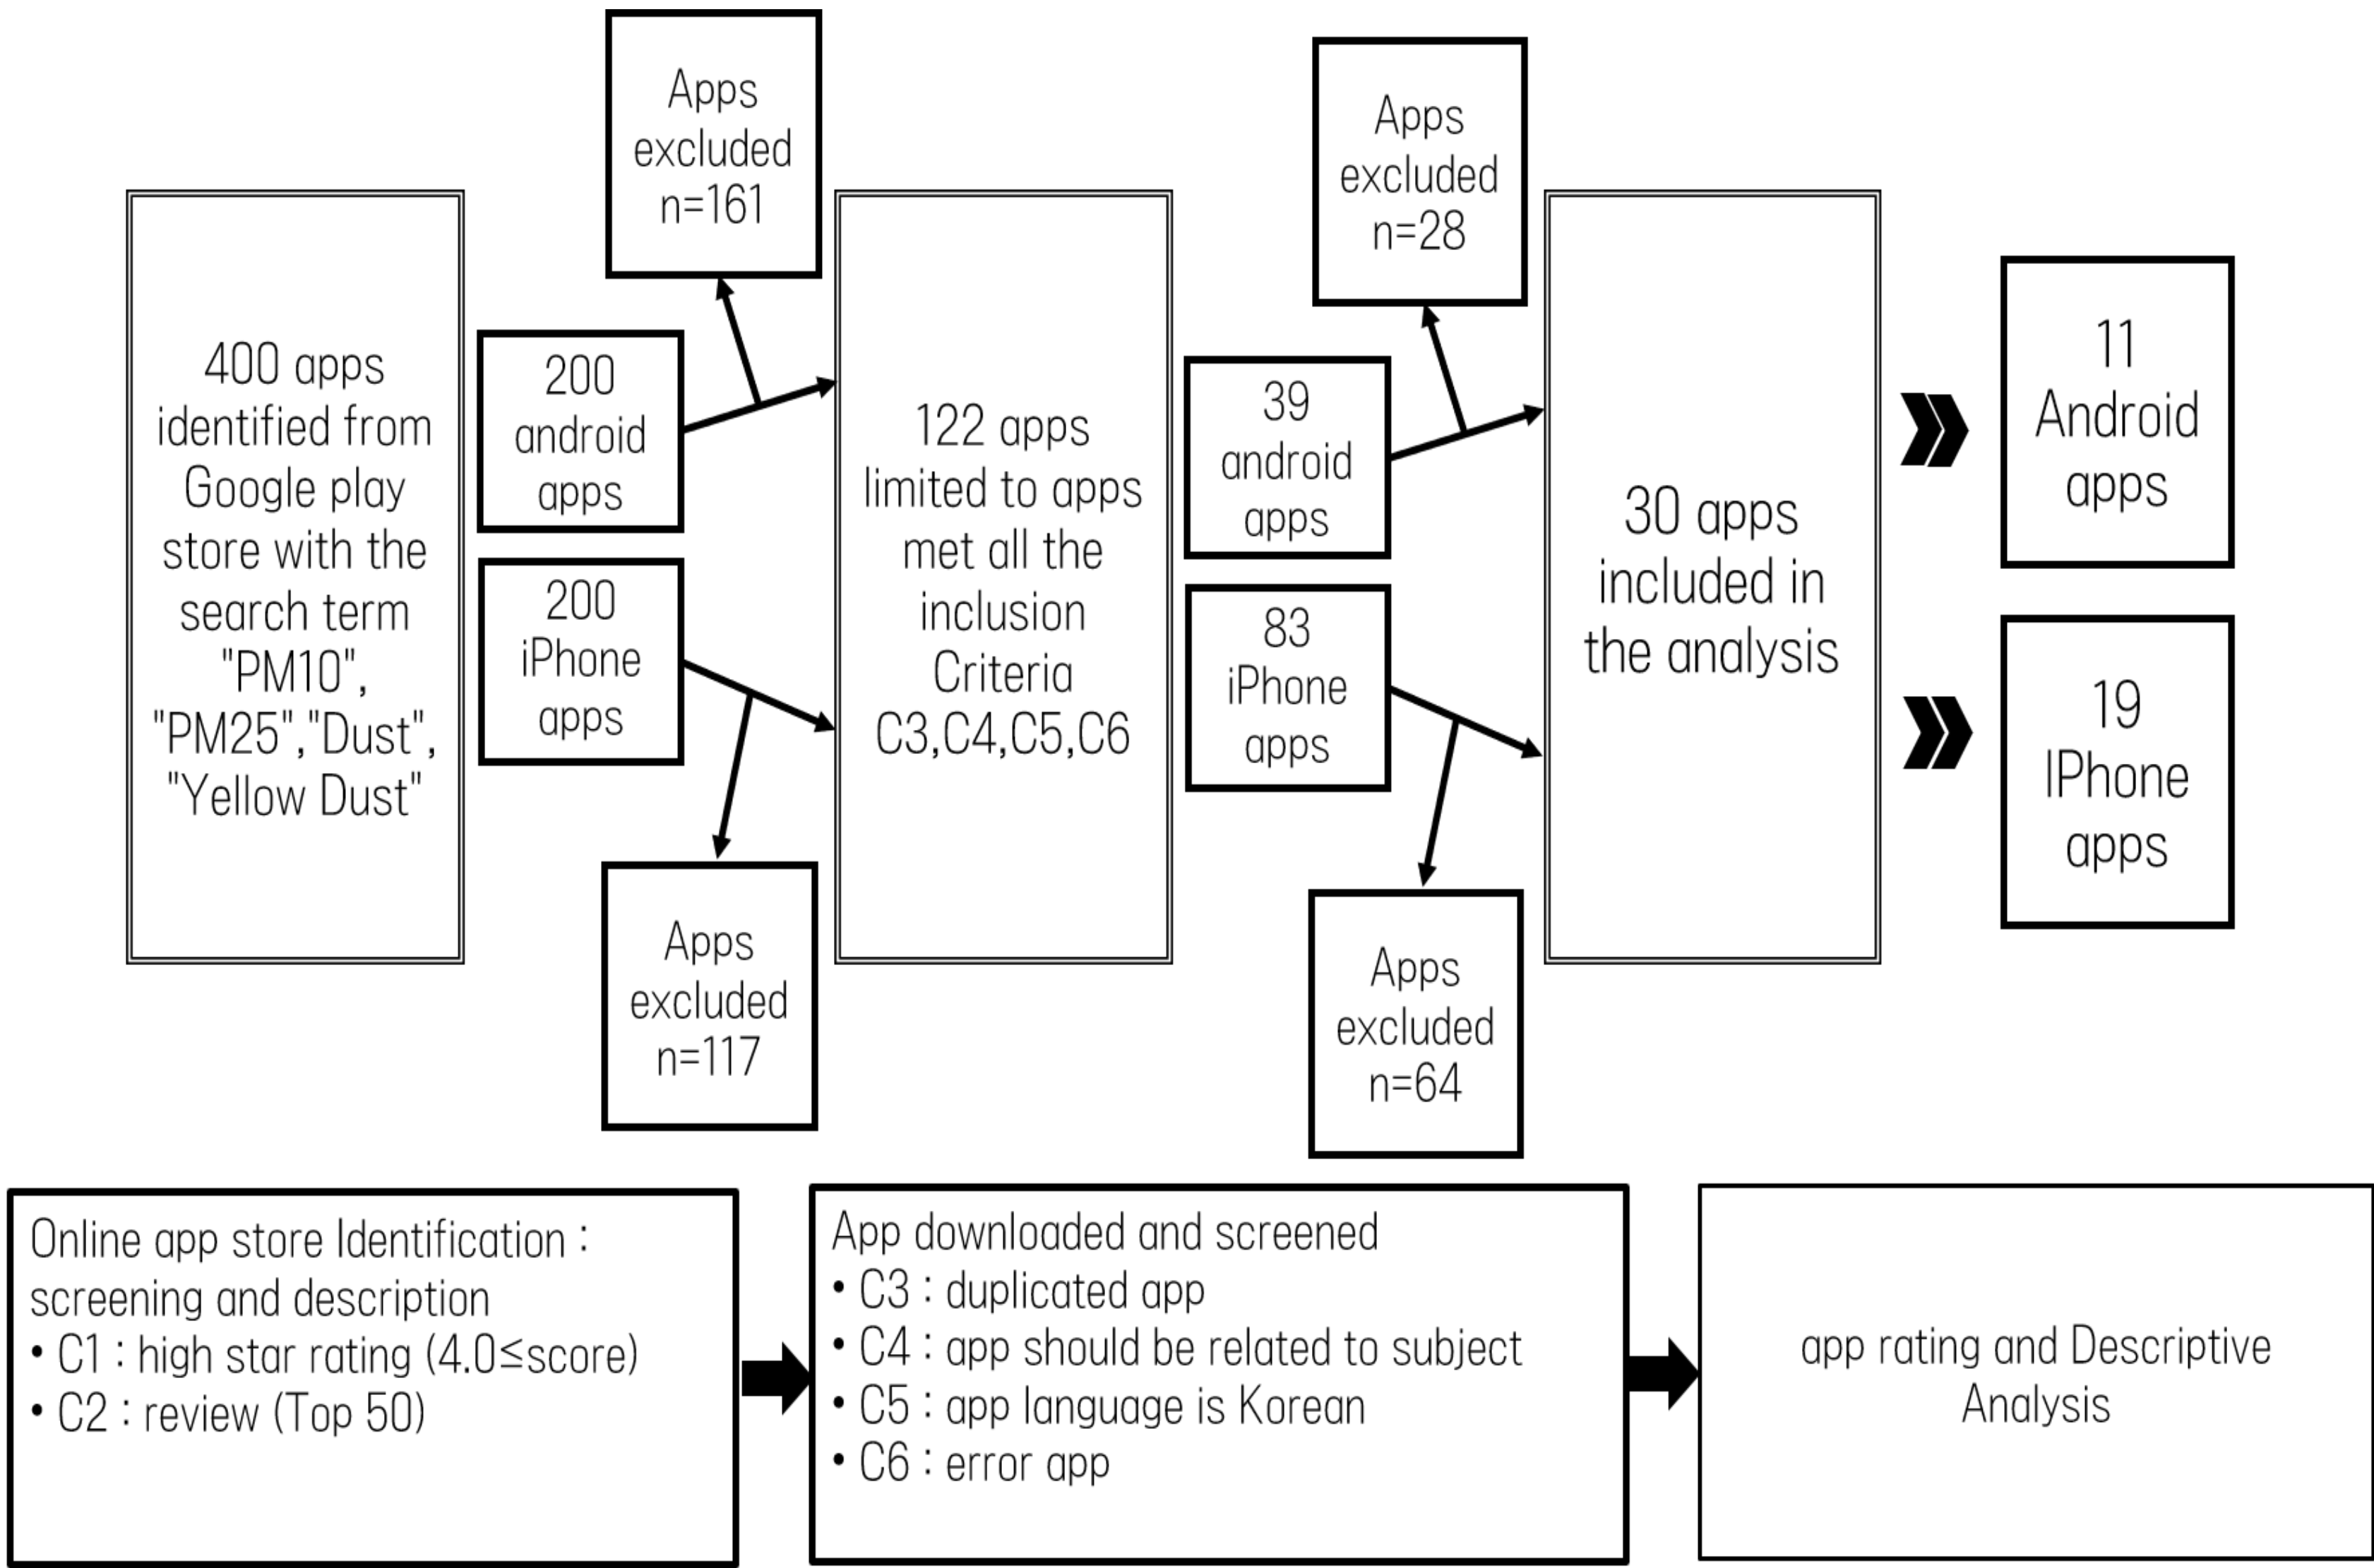 400 apps
identified from
Google play
store with the
search term
"PM10",
"PM25","Dust",
"Yellow Dust"
200
android
apps
200
iPhone
apps
Apps
excluded
n=161
Apps
excluded
n=117
122 apps
limited to apps
met all the
inclusion
Criteria
C3,C4,C5,C6
39
android
apps
83
iPhone
apps
Apps
excluded
n=28
Apps
excluded
n=64
30 apps
included in
the analysis
11
Android
apps
19
IPhone
apps
Online app store Identification :
screening and description
• C1 : high star rating (4.0≤score)
• C2 : review (Top 50)
App downloaded and screened
• C3 : duplicated app
• C4 : app should be related to subject
• C5 : app language is Korean
• C6 : error app
app rating and Descriptive
Analysis